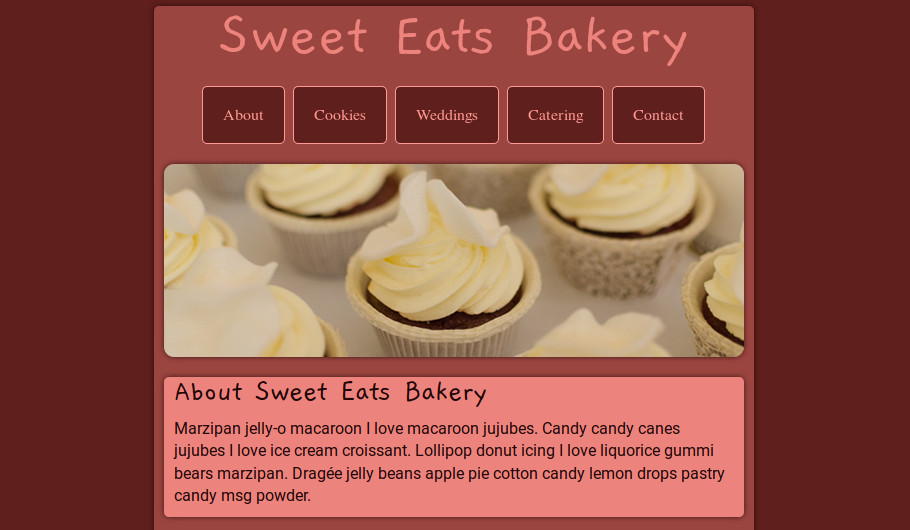 Sweet Eats Bakery
About Cookies Weddings Catering Contact
About Sweet Eats Bakery
Marzipan jelly-o macaroon I love macaroon jujubes. Candy candy canes
jujubes I love ice cream croissant. Lollipop donut icing I love liquorice gummi
bears marzipan. Dragée jelly beans apple pie cotton candy lemon drops pastry
candy msg powder.